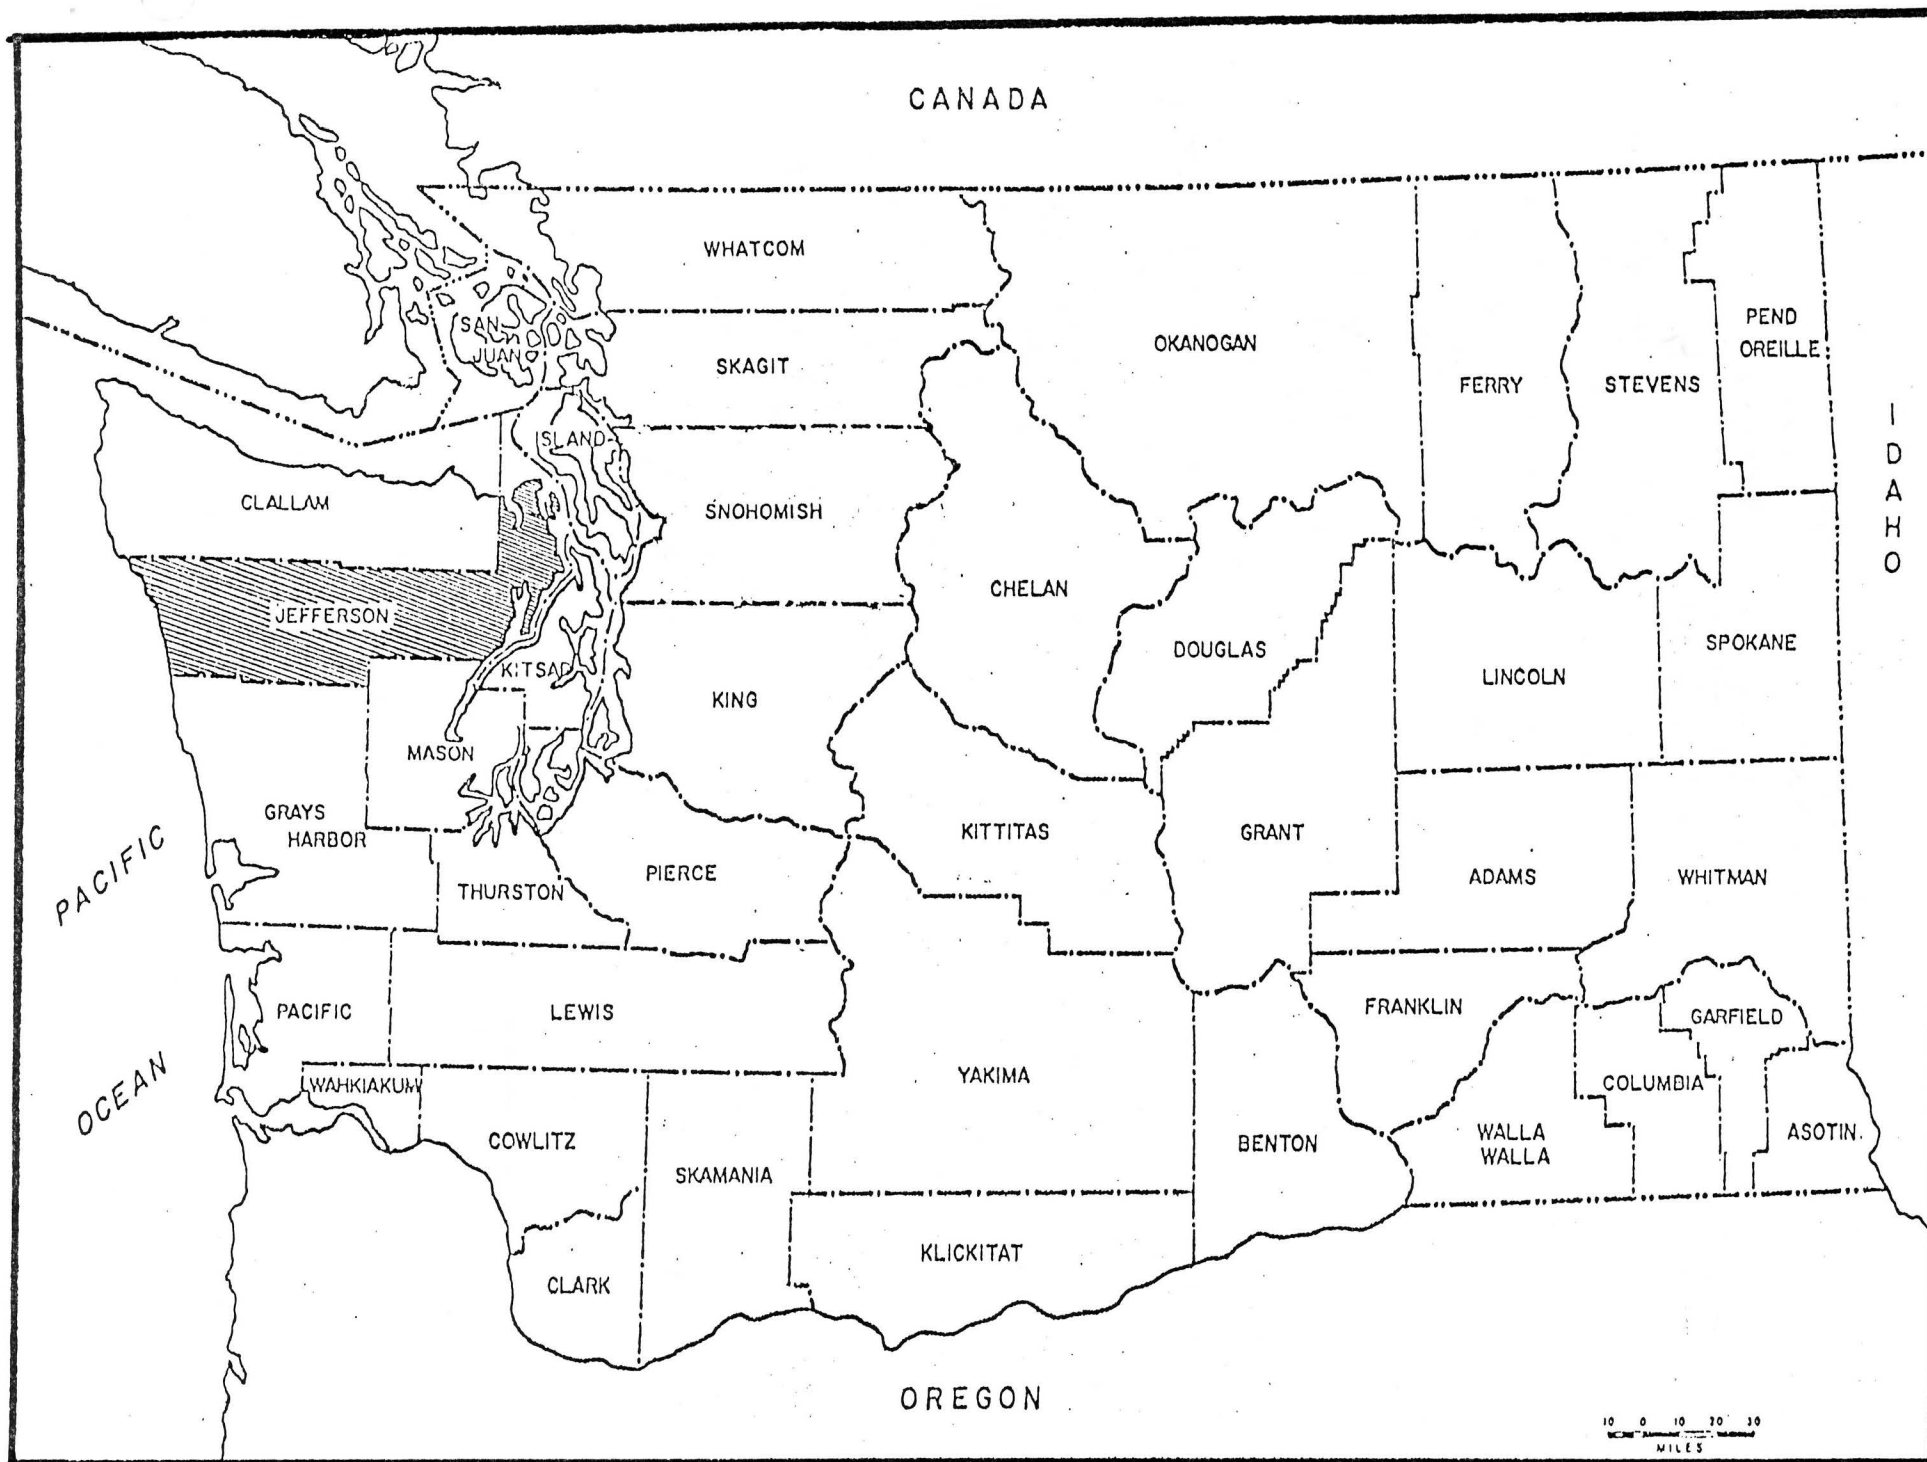 CANADA
WHATCOM
SAN
JUAN
SKAGIT
OKANOGAN
FERRY
STEVENS
PEND
OREILLE
IDAHO
ISLAND
CLALLAM
SNOHOMISH
CHELAN
JEFFERSON
KITSAP
KING
DOUGLAS
LINCOLN
SPOKANE
MASON
GRAYS
HARBOR
PACIFIC
OCEAN
THURSTON
PIERCE
KITTITAS
GRANT
ADAMS
WHITMAN
PACIFIC
LEWIS
YAKIMA
FRANKLIN
GARFIELD
WAHKIAKUM
COWLITZ
SKAMANIA
BENTON
WALLA
WALLA
COLUMBIA
ASOTIN
CLARK
KLICKITAT
OREGON
10 0 10 20 30
MILES